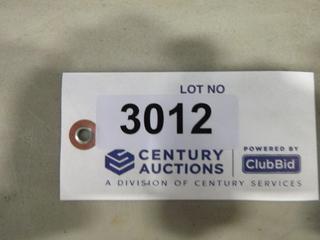 LOT NO
3012
CENTURY AUCTIONS
POWERED BY
ClubBid
A DIVISION OF CENTURY SERVICES